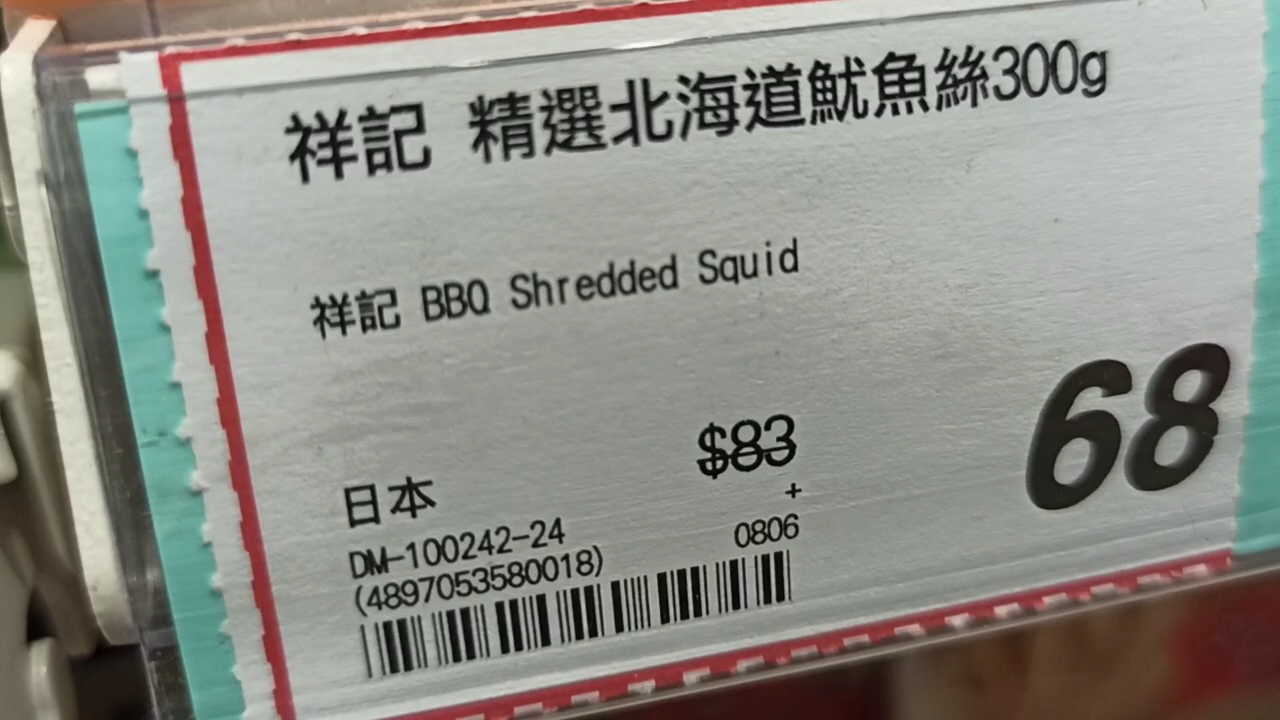 祥記 精選北海道魷魚絲300g
祥記 BBQ Shredded Squid
$83
68
日本
+
DM-100242-24
0806
(4897053580018)